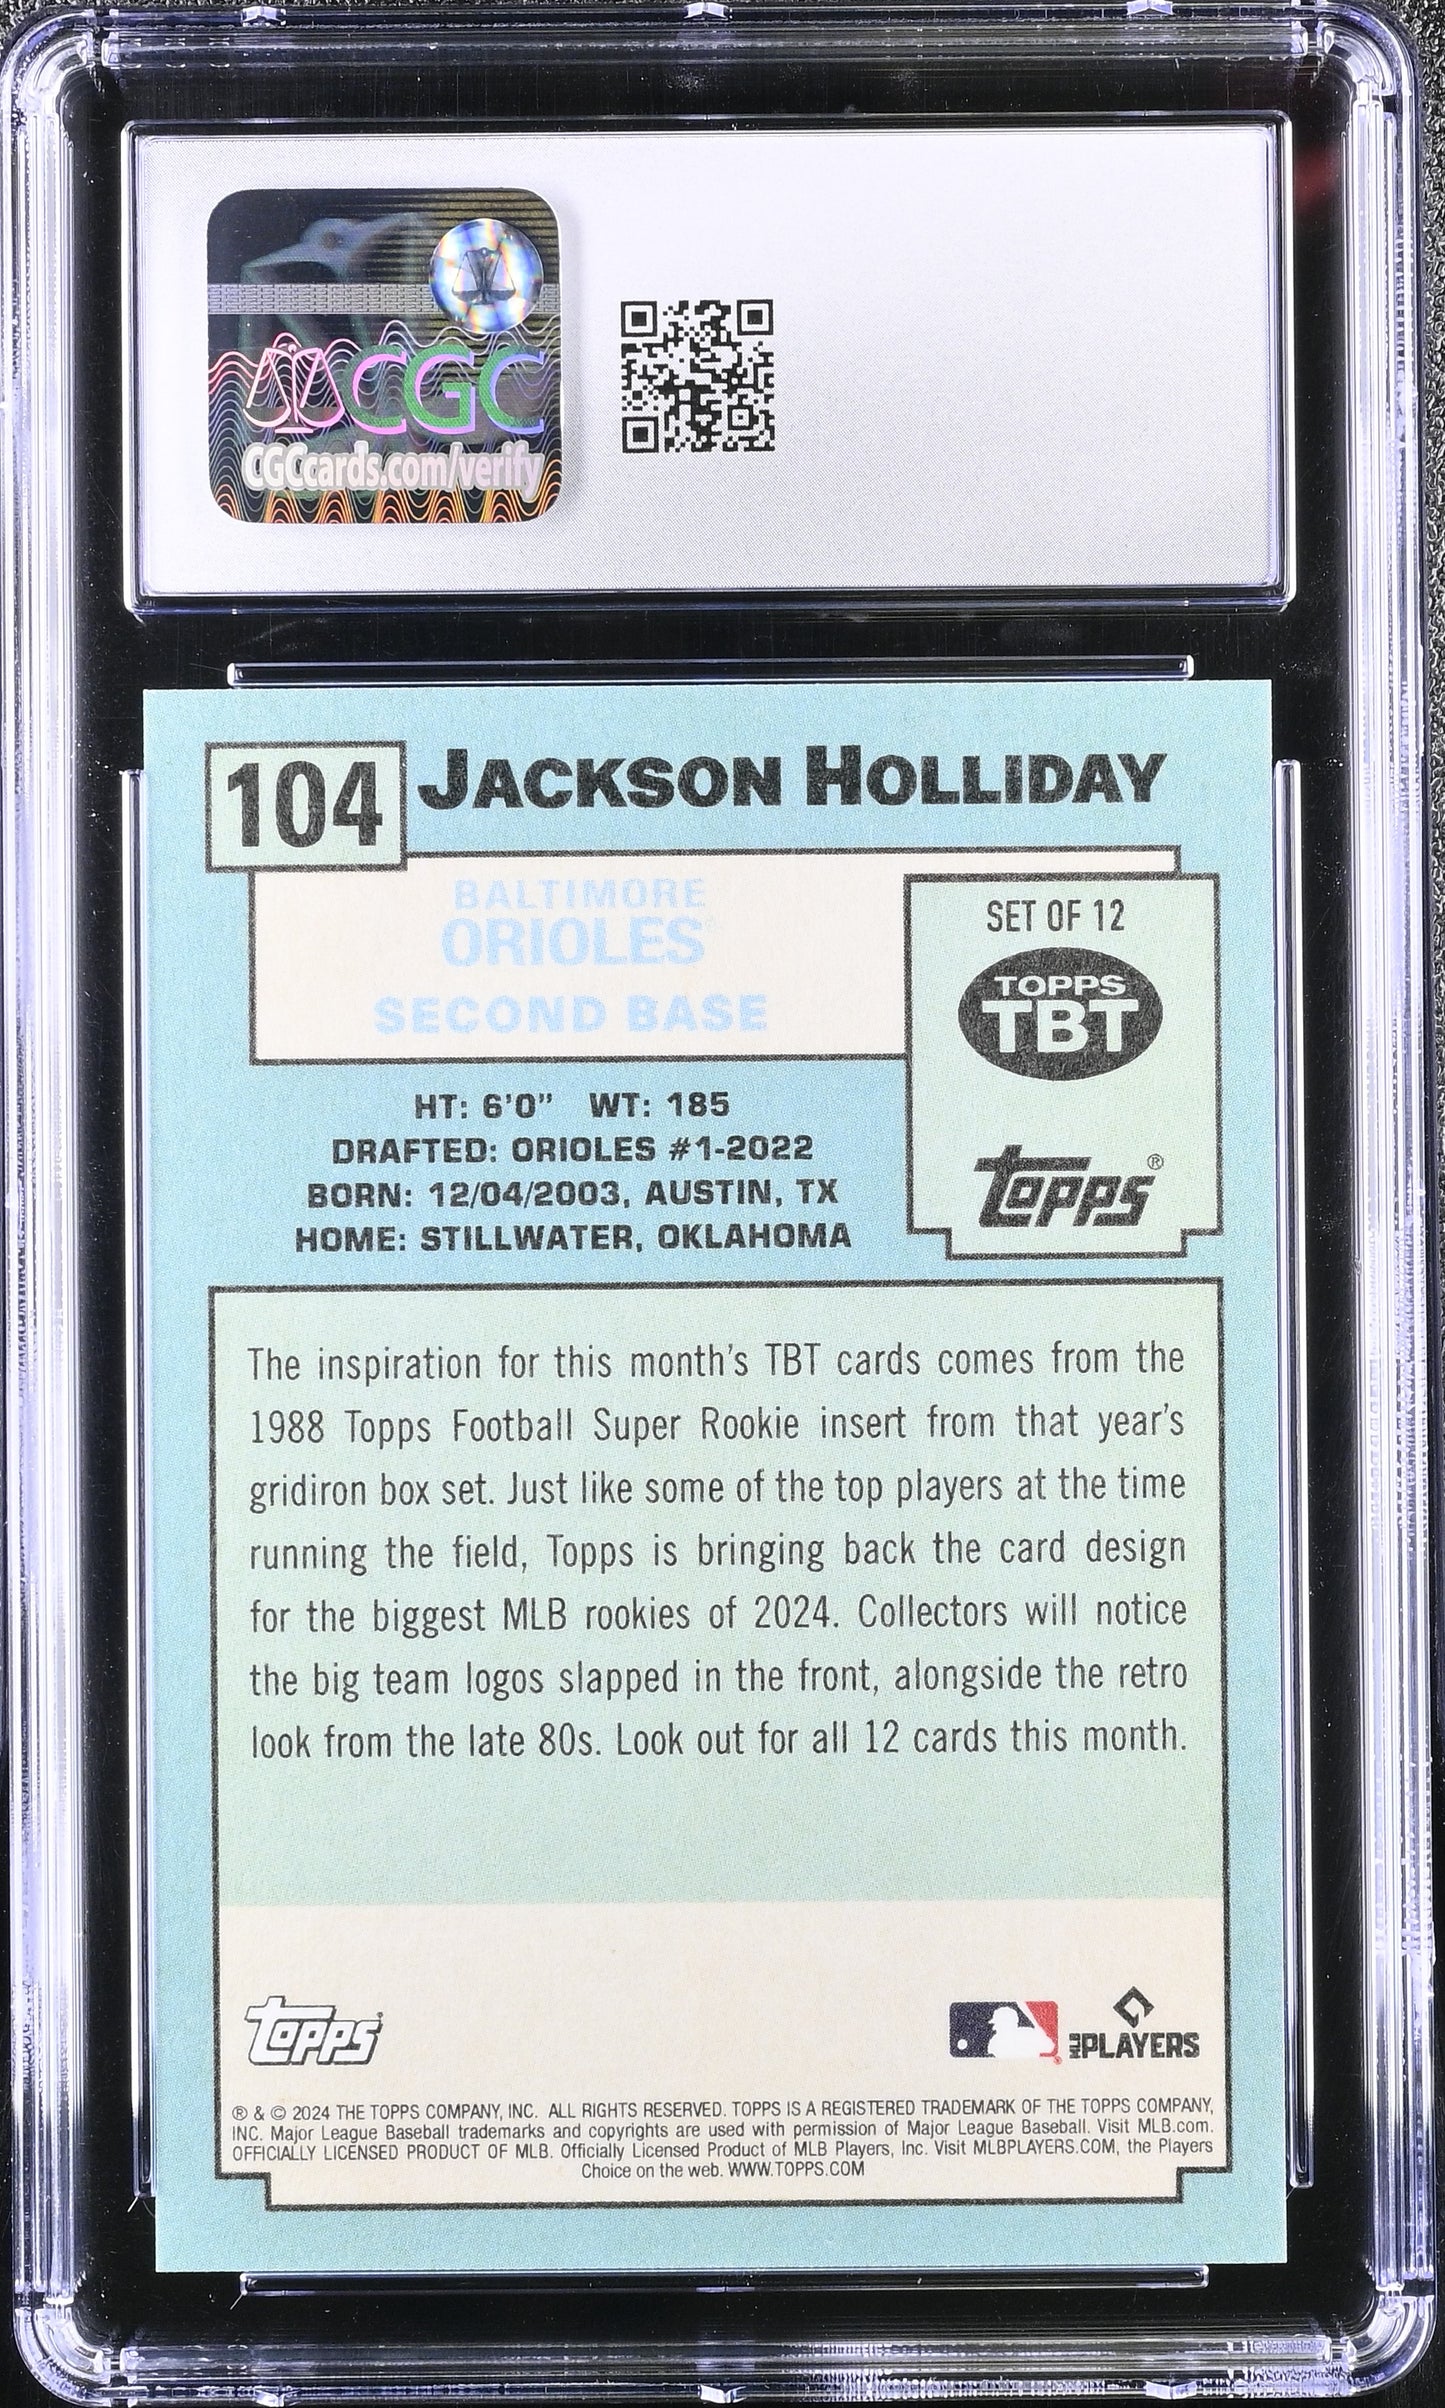 CGC
CGCcards.com/verify
104 JACKSON HOLLIDAY
BALTIMORE
ORIOLES
SECOND BASE
SET OF 12
TOPPS
TBT
topps®
HT: 6'0" WT: 185
DRAFTED: ORIOLES #1-2022
BORN: 12/04/2003, AUSTIN, TX
HOME: STILLWATER, OKLAHOMA
The inspiration for this month's TBT cards comes from the
1988 Topps Football Super Rookie insert from that year's
gridiron box set. Just like some of the top players at the time
running the field, Topps is bringing back the card design
for the biggest MLB rookies of 2024. Collectors will notice
the big team logos slapped in the front, alongside the retro
look from the late 80s. Look out for all 12 cards this month.
topps
MLB PLAYERS
® & © 2024 THE TOPPS COMPANY, INC. ALL RIGHTS RESERVED. TOPPS IS A REGISTERED TRADEMARK OF THE TOPPS COMPANY,
INC. Major League Baseball trademarks and copyrights are used with permission of Major League Baseball. Visit MLB.com.
OFFICIALLY LICENSED PRODUCT OF MLB. Officially Licensed Product of MLB Players, Inc. Visit MLBPLAYERS.COM, the Players
Choice on the web. WWW.TOPPS.COM